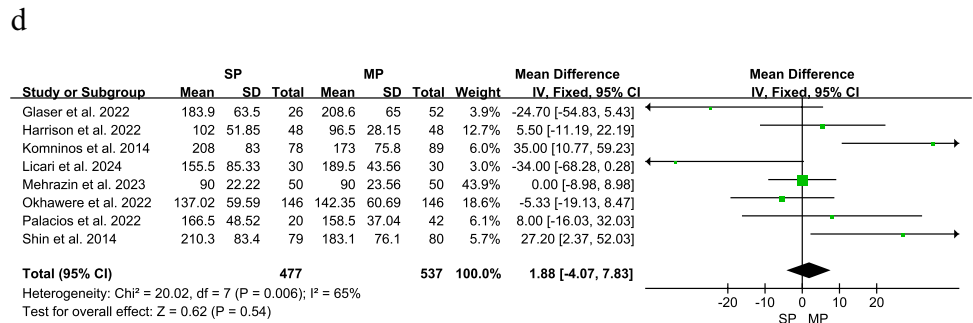 d
SP MP Mean Difference Mean Difference
Study or Subgroup Mean SD Total Mean SD Total Weight IV, Fixed, 95% CI IV, Fixed, 95% CI
Glaser et al. 2022 183.9 63.5 26 208.6 65 52 3.9% -24.70 [-54.83, 5.43]
Harrison et al. 2022 102 51.85 48 96.5 28.15 48 12.7% 5.50 [-11.19, 22.19]
Komninos et al. 2014 208 83 78 173 75.8 89 6.0% 35.00 [10.77, 59.23]
Licari et al. 2024 155.5 85.33 30 189.5 43.56 30 3.0% -34.00 [-68.28, 0.28]
Mehrazin et al. 2023 90 22.22 50 90 23.56 50 43.9% 0.00 [-8.98, 8.98]
Okhawere et al. 2022 137.02 59.59 146 142.35 60.69 146 18.6% -5.33 [-19.13, 8.47]
Palacios et al. 2022 166.5 48.52 20 158.5 37.04 42 6.1% 8.00 [-16.03, 32.03]
Shin et al. 2014 210.3 83.4 79 183.1 76.1 80 5.7% 27.20 [2.37, 52.03]
Total (95% CI) 477 537 100.0% 1.88 [-4.07, 7.83]
Heterogeneity: Chi² = 20.02, df = 7 (P = 0.006); I² = 65%
Test for overall effect: Z = 0.62 (P = 0.54)
-20 -10 0 10 20
SP MP